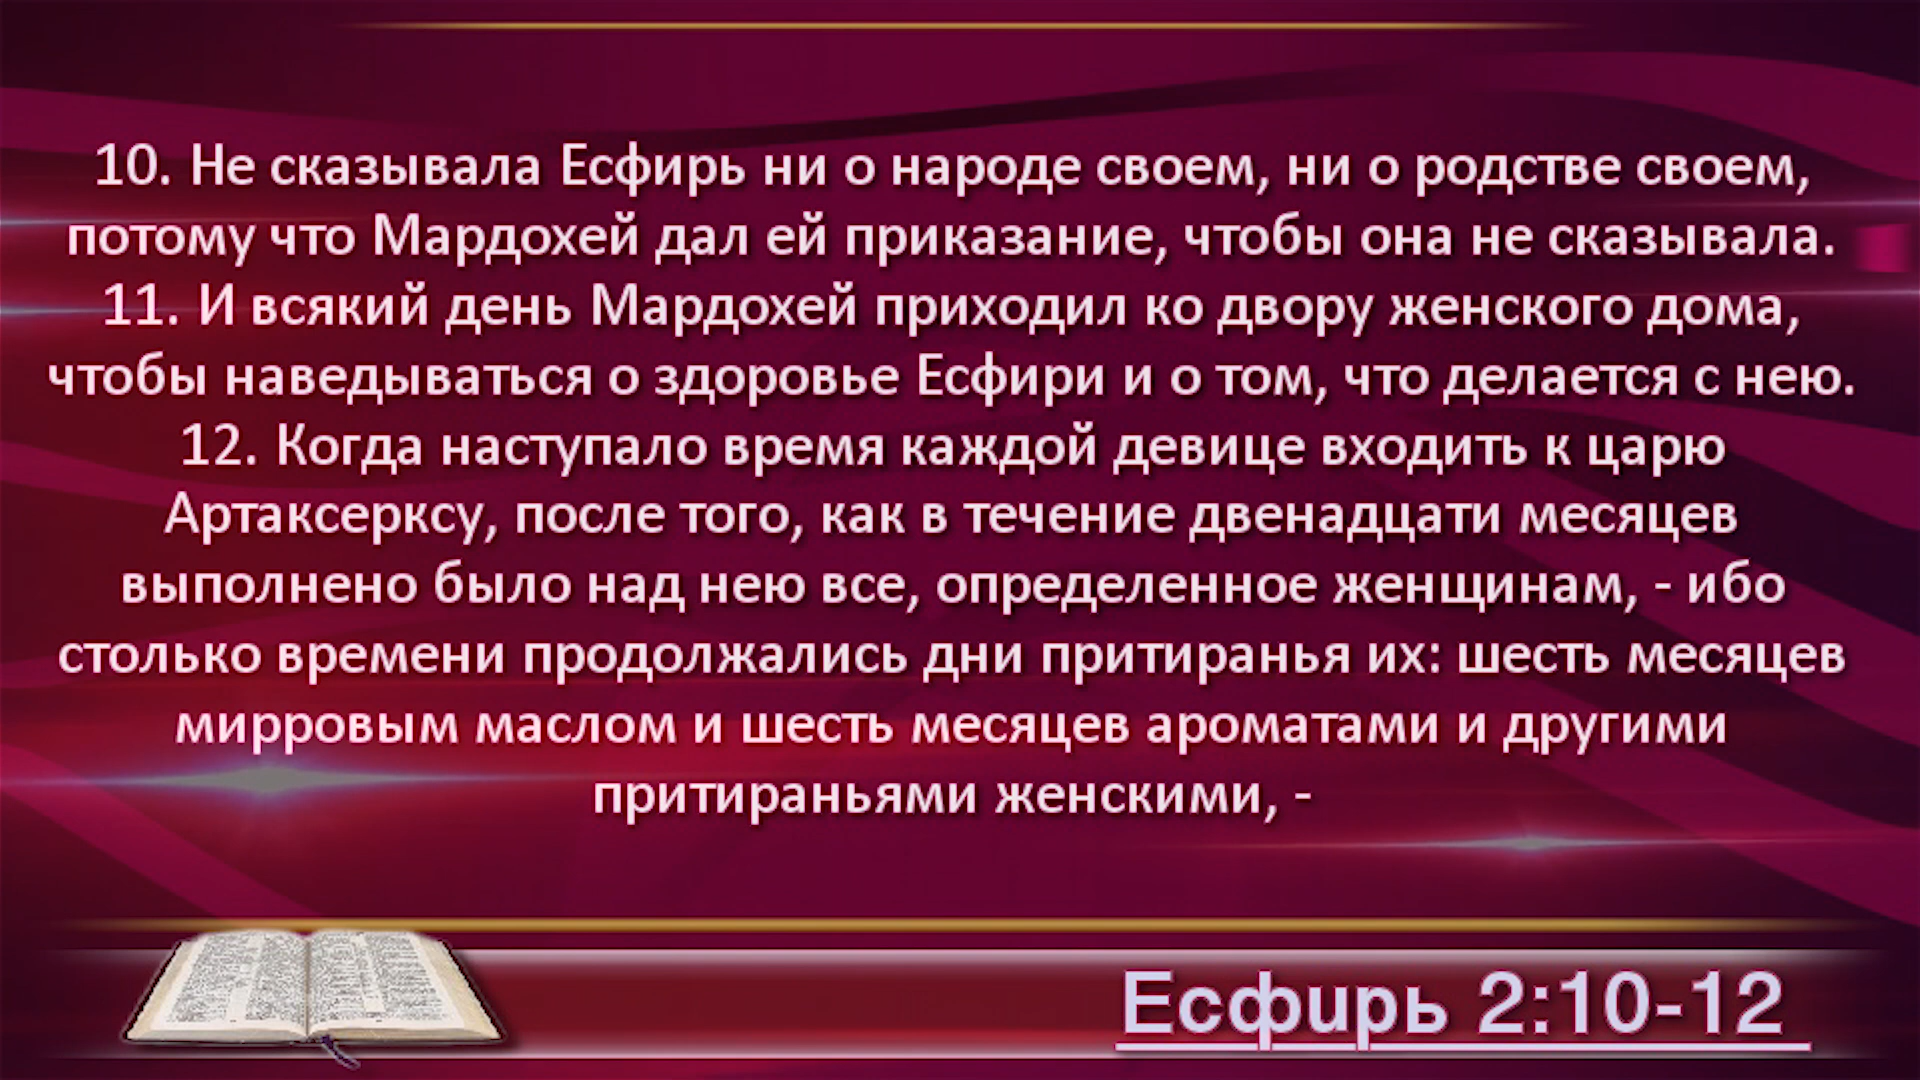 10. Не сказывала Есфирь ни о народе своем, ни о родстве своем,
потому что Мардохей дал ей приказание, чтобы она не сказывала.
11. И всякий день Мардохей приходил ко двору женского дома,
чтобы наведываться о здоровье Есфири и о том, что делается с нею.
12. Когда наступало время каждой девице входить к царю
Артаксерксу, после того, как в течение двенадцати месяцев
выполнено было над нею все, определенное женщинам, - ибо
столько времени продолжались дни притиранья их: шесть месяцев
мирровым маслом и шесть месяцев ароматами и другими
притираньями женскими, -
Есфирь 2:10-12